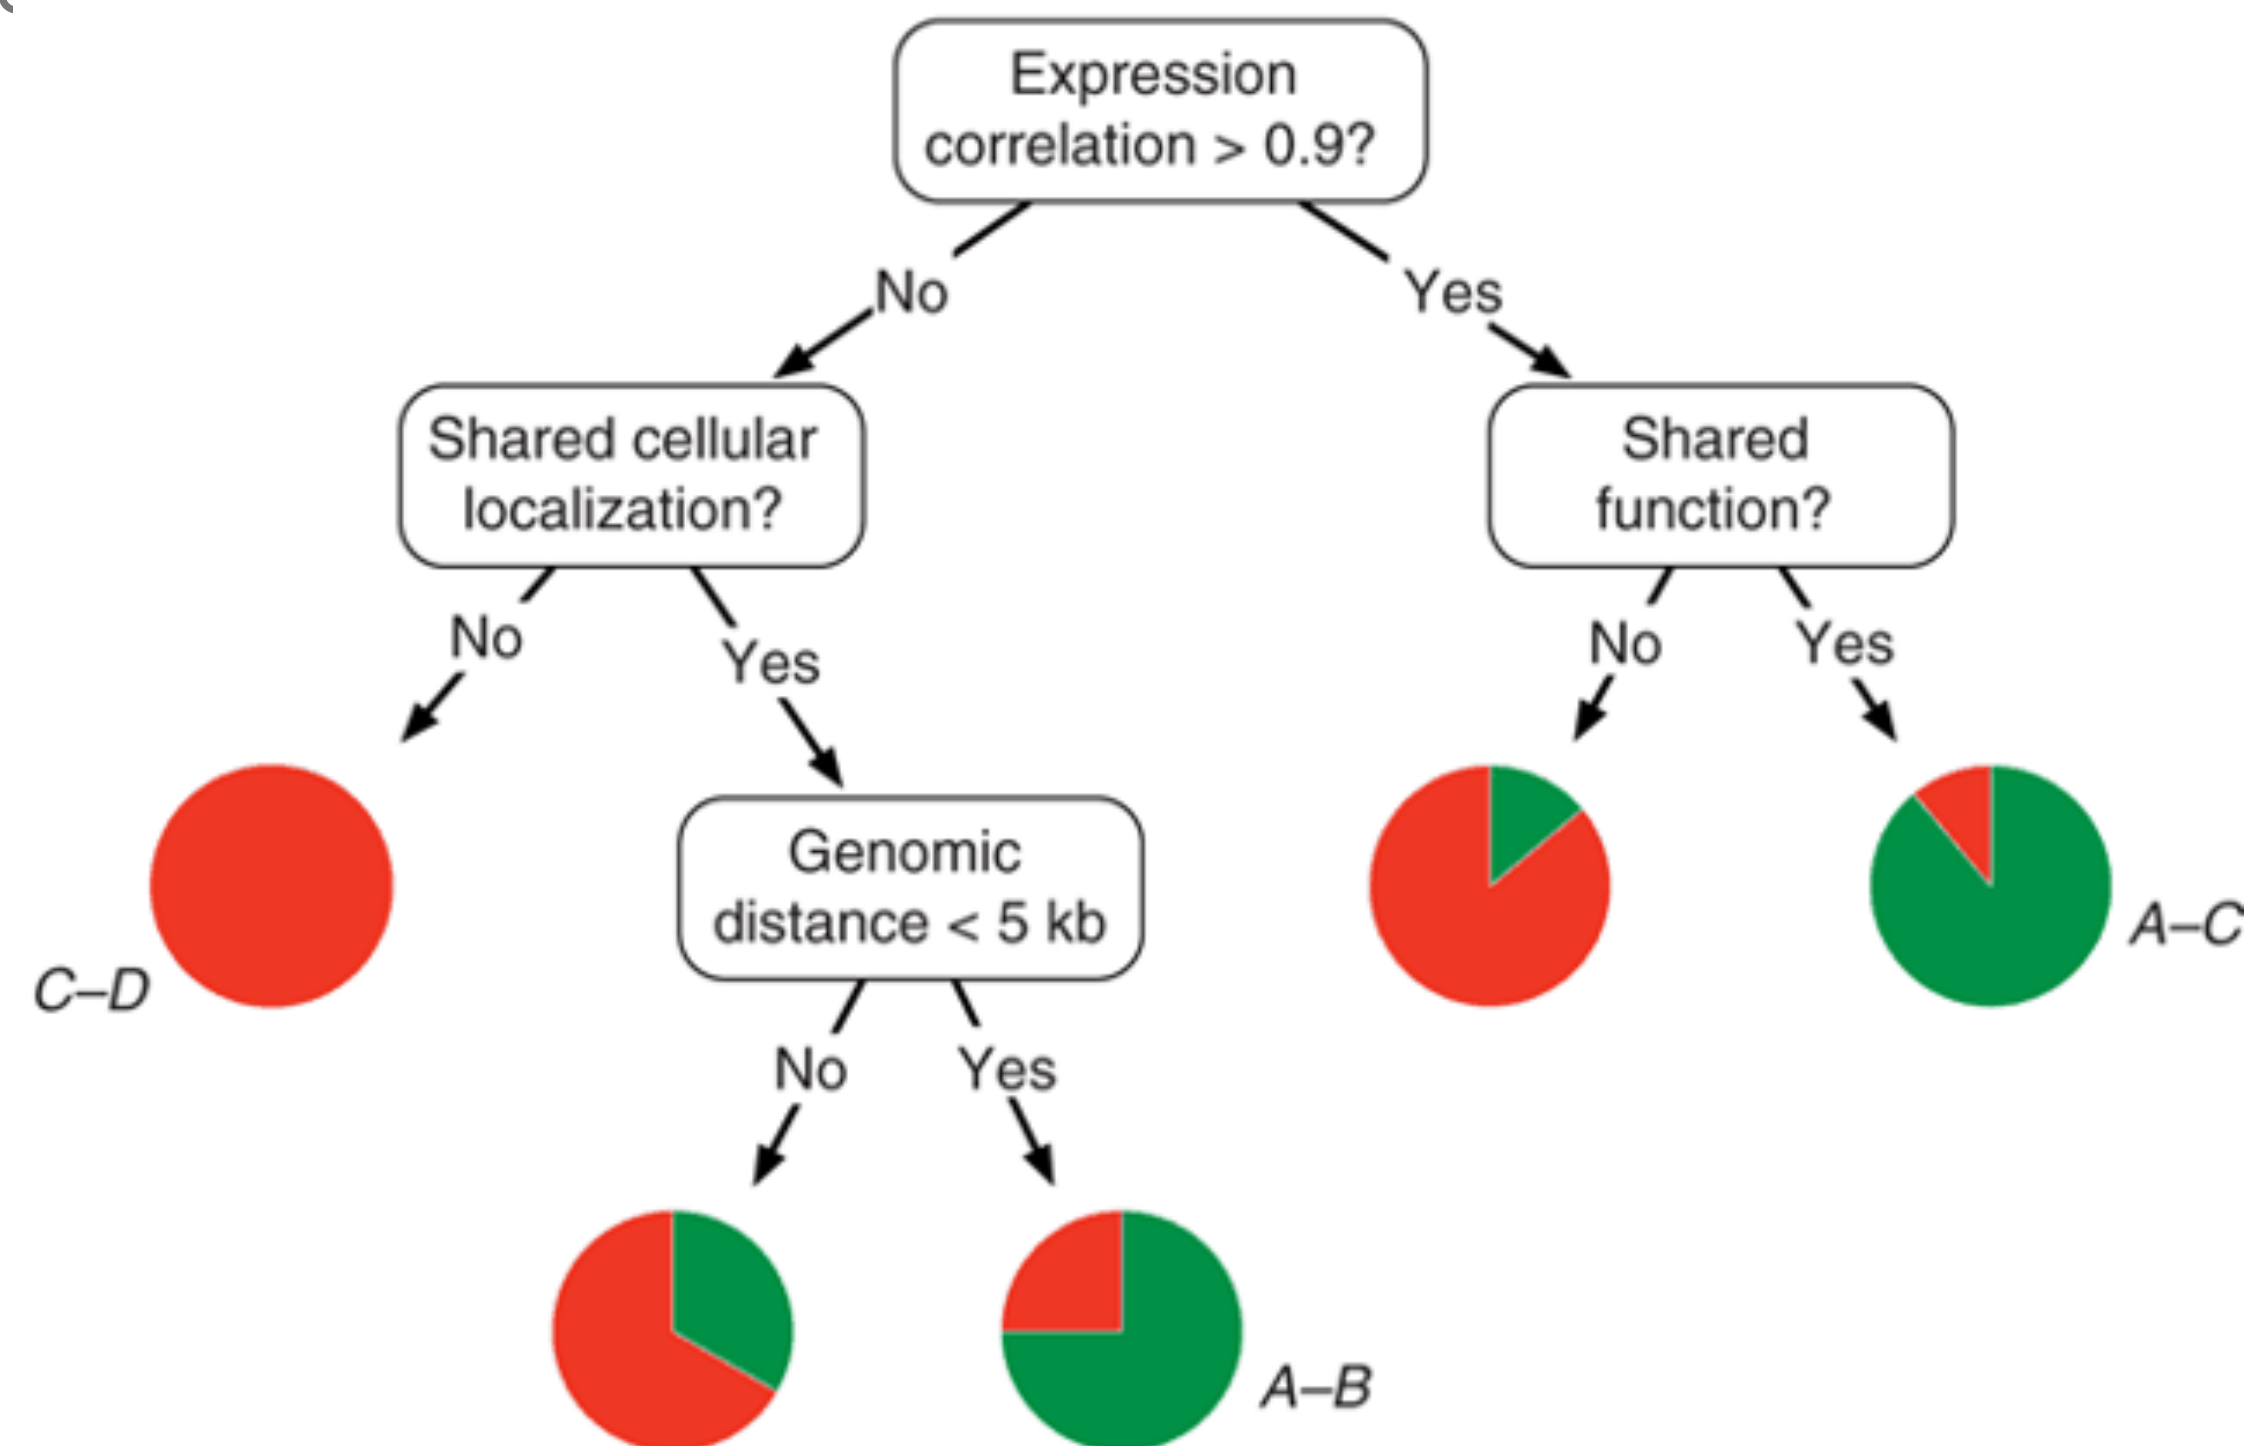 Expression
correlation > 0.9?
No
Yes
Shared cellular
localization?
Shared
function?
No
Yes
No
Yes
Genomic
distance < 5 kb
C–D
A–C
No
Yes
A–B